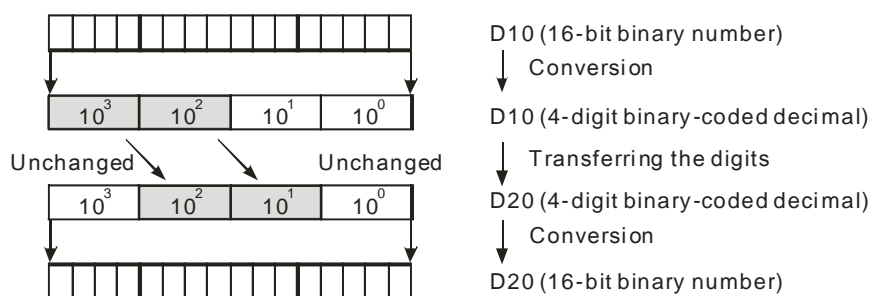 D10 (16-bit binary number)
Conversion
10³ 10² 10¹ 10⁰
D10 (4-digit binary-coded decimal)
Unchanged Unchanged
Transferring the digits
10³ 10² 10¹ 10⁰
D20 (4-digit binary-coded decimal)
Conversion
D20 (16-bit binary number)